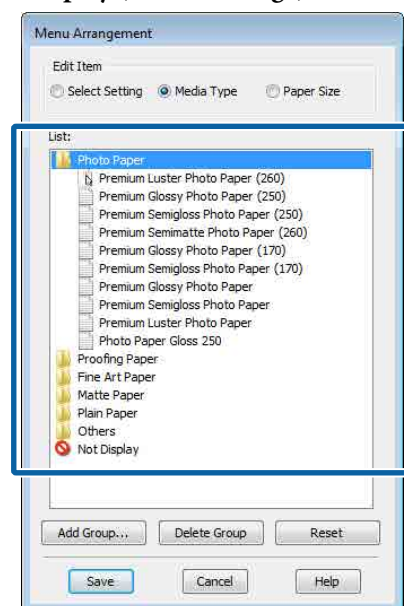 Menu Arrangement
Edit Item
Select Setting Media Type Paper Size
List:
Photo Paper
Premium Luster Photo Paper (260)
Premium Glossy Photo Paper (250)
Premium Semigloss Photo Paper (250)
Premium Semimatte Photo Paper (260)
Premium Glossy Photo Paper (170)
Premium Semigloss Photo Paper (170)
Premium Glossy Photo Paper
Premium Semigloss Photo Paper
Premium Luster Photo Paper
Photo Paper Gloss 250
Proofing Paper
Fine Art Paper
Matte Paper
Plain Paper
Others
Not Display
Add Group... Delete Group Reset
Save Cancel Help